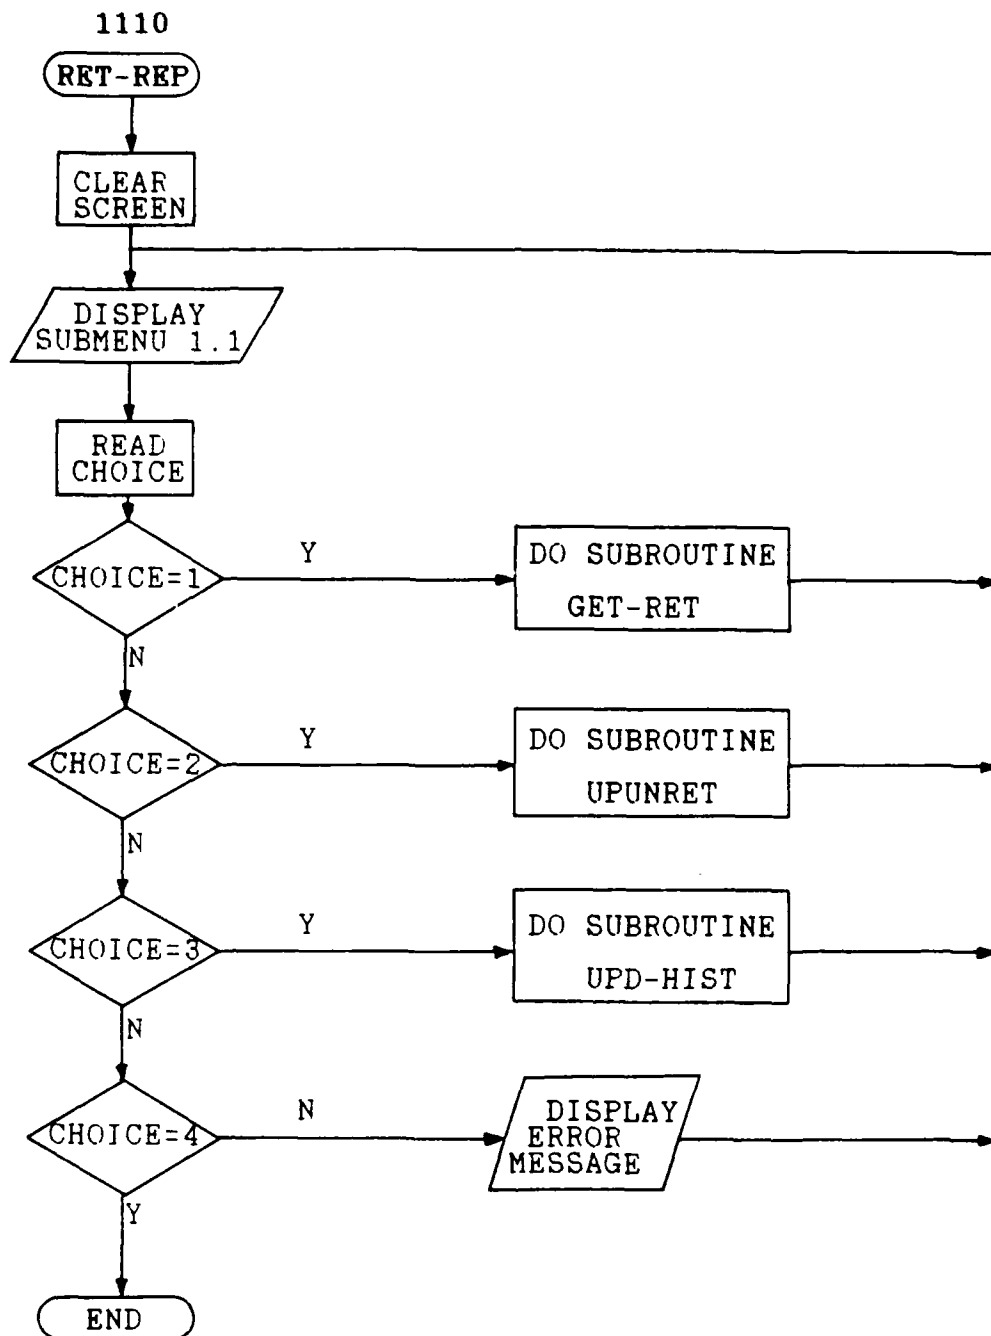 1110
RET-REP
CLEAR
SCREEN
DISPLAY
SUBMENU 1.1
READ
CHOICE
CHOICE=1
Y
DO SUBROUTINE
GET-RET
N
CHOICE=2
Y
DO SUBROUTINE
UPUNRET
N
CHOICE=3
Y
DO SUBROUTINE
UPD-HIST
N
CHOICE=4
N
DISPLAY
ERROR
MESSAGE
Y
END